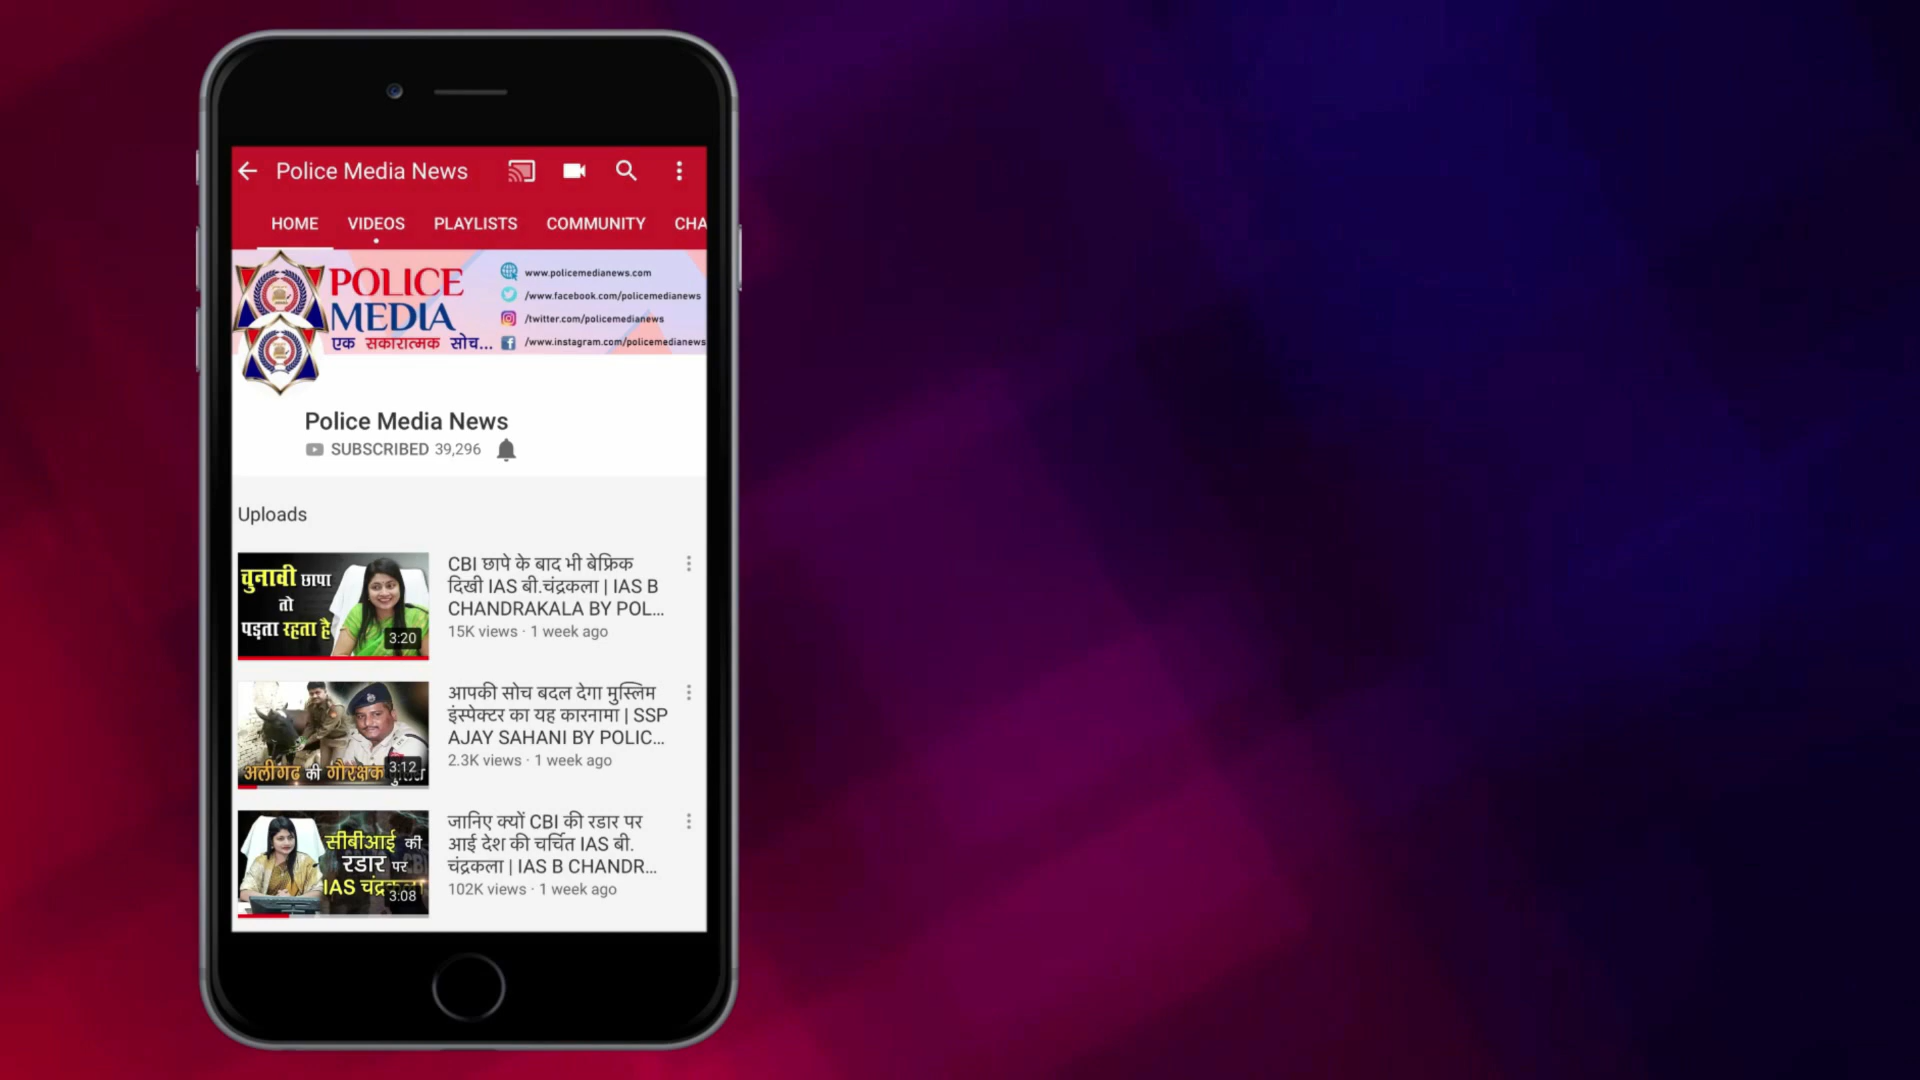 Police Media News
HOME VIDEOS PLAYLISTS COMMUNITY CHA
POLICE
MEDIA
एक सकारात्मक सोच...
www.policemedianews.com
/www.facebook.com/policemedianews
/twitter.com/policemedianews
/www.instagram.com/policemedianews
Police Media News
SUBSCRIBED 39,296
Uploads
चुनावी छापा
तो
पड़ता रहता है
3:20
CBI छापे के बाद भी बेफ्रिक
दिखी IAS बी.चंद्रकला | IAS B
CHANDRAKALA BY POL...
15K views · 1 week ago
अलीगढ की गौरक्षक
3:12
आपकी सोच बदल देगा मुस्लिम
इंस्पेक्टर का यह कारनामा | SSP
AJAY SAHANI BY POLIC...
2.3K views · 1 week ago
सीबीआई की
रडार पर
IAS
3:08
जानिए क्यों CBI की रडार पर
आई देश की चर्चित IAS बी.
चंद्रकला | IAS B CHANDR...
102K views · 1 week ago